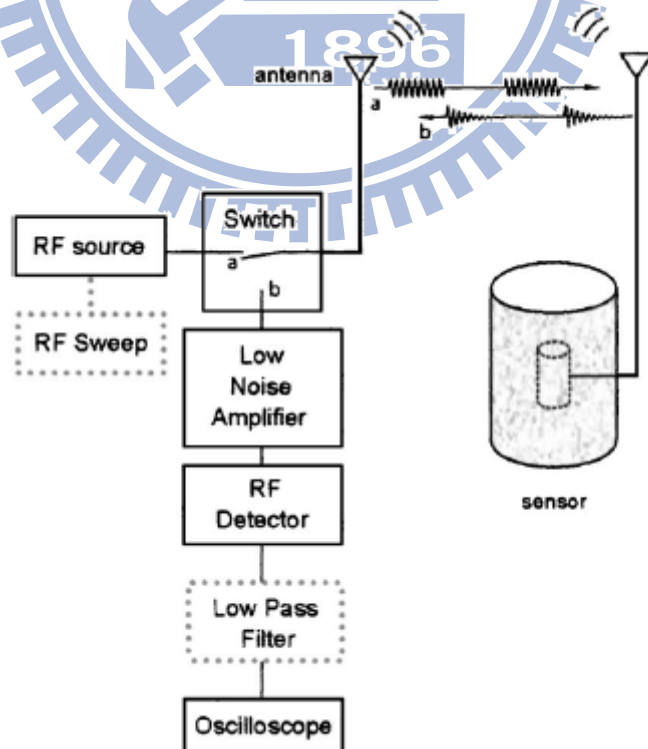 1896
antenna
a
b
Switch
RF source
a
b
RF Sweep
Low
Noise
Amplifier
RF
Detector
sensor
Low Pass
Filter
Oscilloscope